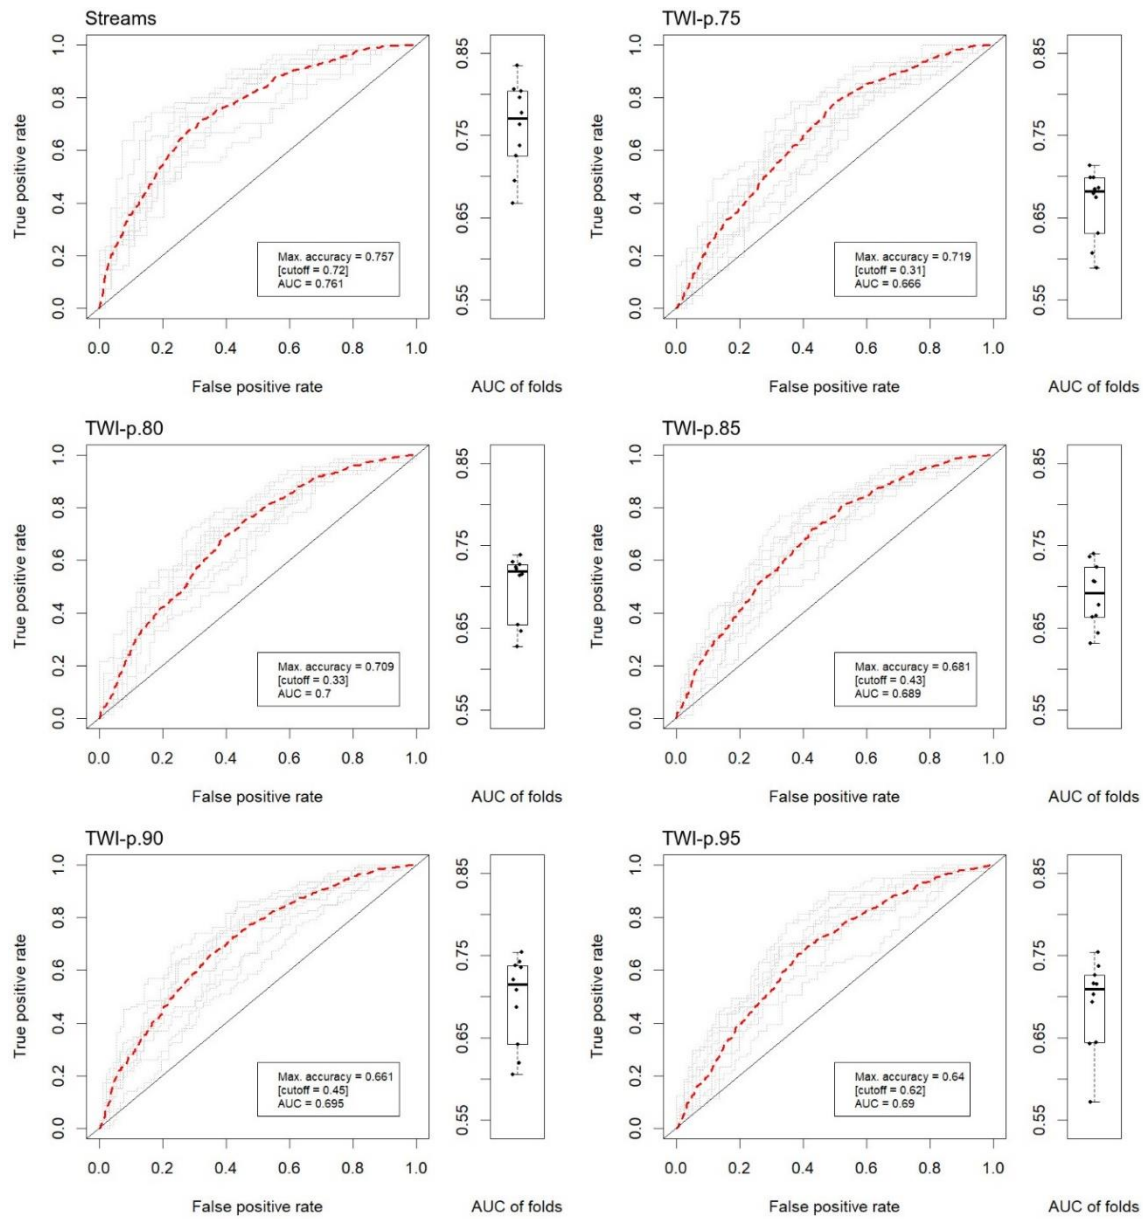 Streams
TWI-p.75
True positive rate
0.0 0.2 0.4 0.6 0.8 1.0
Max. accuracy = 0.757
[cutoff = 0.72]
AUC = 0.761
0.0 0.2 0.4 0.6 0.8 1.0
False positive rate
0.55 0.65 0.75 0.85
AUC of folds
True positive rate
0.0 0.2 0.4 0.6 0.8 1.0
Max. accuracy = 0.719
[cutoff = 0.31]
AUC = 0.666
0.0 0.2 0.4 0.6 0.8 1.0
False positive rate
0.55 0.65 0.75 0.85
AUC of folds
TWI-p.80
TWI-p.85
True positive rate
0.0 0.2 0.4 0.6 0.8 1.0
Max. accuracy = 0.709
[cutoff = 0.33]
AUC = 0.7
0.0 0.2 0.4 0.6 0.8 1.0
False positive rate
0.55 0.65 0.75 0.85
AUC of folds
True positive rate
0.0 0.2 0.4 0.6 0.8 1.0
Max. accuracy = 0.681
[cutoff = 0.43]
AUC = 0.689
0.0 0.2 0.4 0.6 0.8 1.0
False positive rate
0.55 0.65 0.75 0.85
AUC of folds
TWI-p.90
TWI-p.95
True positive rate
0.0 0.2 0.4 0.6 0.8 1.0
Max. accuracy = 0.661
[cutoff = 0.45]
AUC = 0.695
0.0 0.2 0.4 0.6 0.8 1.0
False positive rate
0.55 0.65 0.75 0.85
AUC of folds
True positive rate
0.0 0.2 0.4 0.6 0.8 1.0
Max. accuracy = 0.64
[cutoff = 0.62]
AUC = 0.69
0.0 0.2 0.4 0.6 0.8 1.0
False positive rate
0.55 0.65 0.75 0.85
AUC of folds